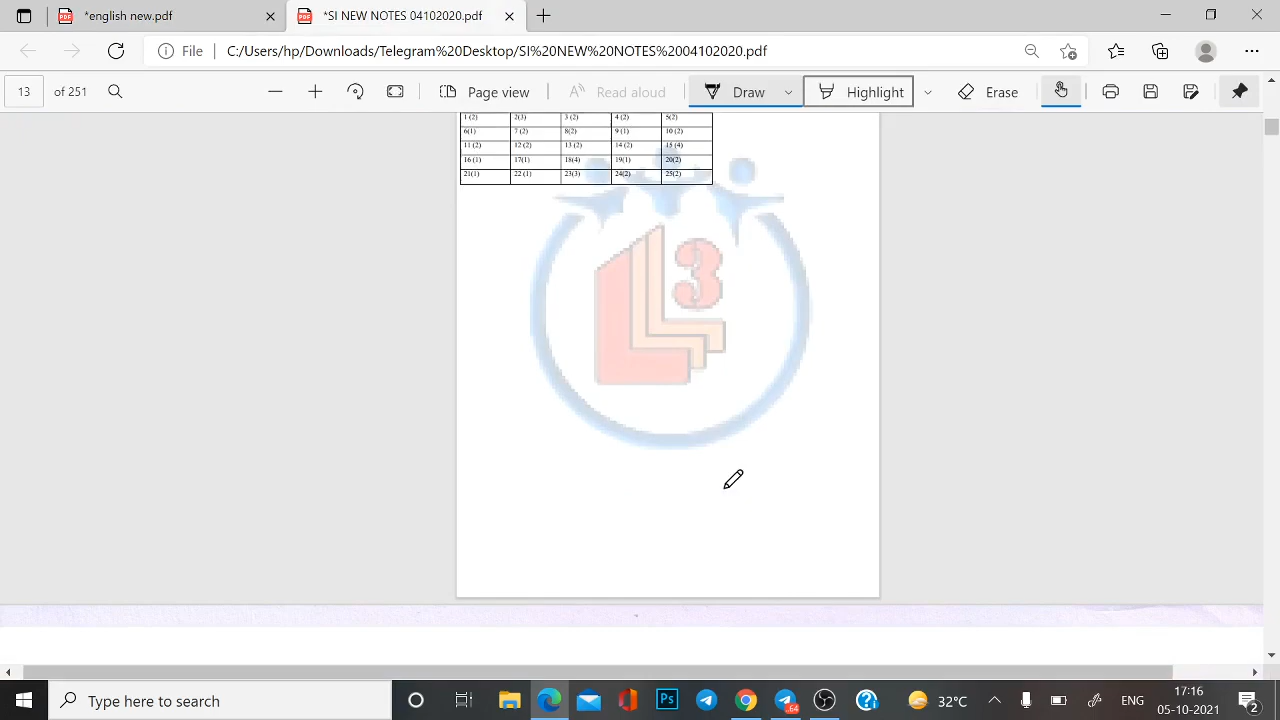 *english new.pdf
*SI NEW NOTES 04102020.pdf
File
C:/Users/hp/Downloads/Telegram%20Desktop/SI%20NEW%20NOTES%2004102020.pdf
13 of 251
Page view
Read aloud
Draw
Highlight
Erase
1 (2) 2(3) 3 (2) 4 (2) 5(2)
6(1) 7 (2) 8(2) 9 (1) 10 (2)
11 (2) 12 (2) 13 (2) 14 (2) 15 (4)
16 (1) 17(1) 18(4) 19(1) 20(2)
21(1) 22 (1) 23(3) 24(2) 25(2)
3
Type here to search
Ps
64
32°C
ENG
17:16
05-10-2021
2